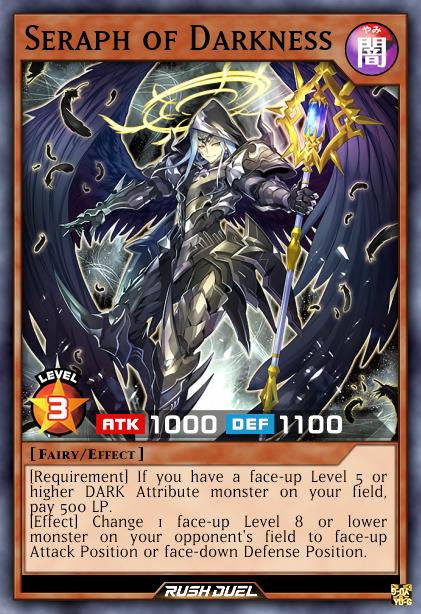 SERAPH OF DARKNESS
やみ
闇
LEVEL
3
ATK 1000 DEF 1100
[FAIRY/EFFECT]
[Requirement] If you have a face-up Level 5 or
higher DARK Attribute monster on your field,
pay 500 LP.
[Effect] Change 1 face-up Level 8 or lower
monster on your opponent's field to face-up
Attack Position or face-down Defense Position.
RUSH DUEL